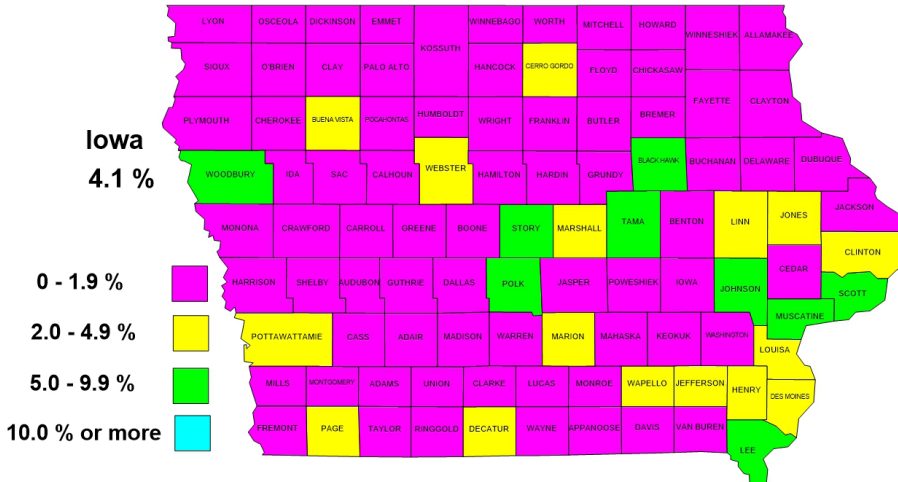 LYON OSCEOLA DICKINSON EMMET WINNEBAGO WORTH MITCHELL HOWARD WINNESHIEK ALLAMAKEE
KOSSUTH
SIOUX O'BRIEN CLAY PALO ALTO HANCOCK CERRO GORDO FLOYD CHICKASAW
FAYETTE CLAYTON
PLYMOUTH CHEROKEE BUENA VISTA POCAHONTAS HUMBOLDT WRIGHT FRANKLIN BUTLER BREMER
Iowa
4.1 %
WOODBURY IDA SAC CALHOUN WEBSTER HAMILTON HARDIN GRUNDY BLACK HAWK BUCHANAN DELAWARE DUBUQUE
MONONA CRAWFORD CARROLL GREENE BOONE STORY MARSHALL TAMA BENTON LINN JONES JACKSON
CLINTON
CEDAR
0 - 1.9 %
HARRISON SHELBY AUDUBON GUTHRIE DALLAS POLK JASPER POWESHIEK IOWA JOHNSON SCOTT
MUSCATINE
2.0 - 4.9 %
POTTAWATTAMIE CASS ADAIR MADISON WARREN MARION MAHASKA KEOKUK WASHINGTON LOUISA
5.0 - 9.9 %
MILLS MONTGOMERY ADAMS UNION CLARKE LUCAS MONROE WAPELLO JEFFERSON HENRY DES MOINES
10.0 % or more
FREMONT PAGE TAYLOR RINGGOLD DECATUR WAYNE APPANOOSE DAVIS VAN BUREN LEE